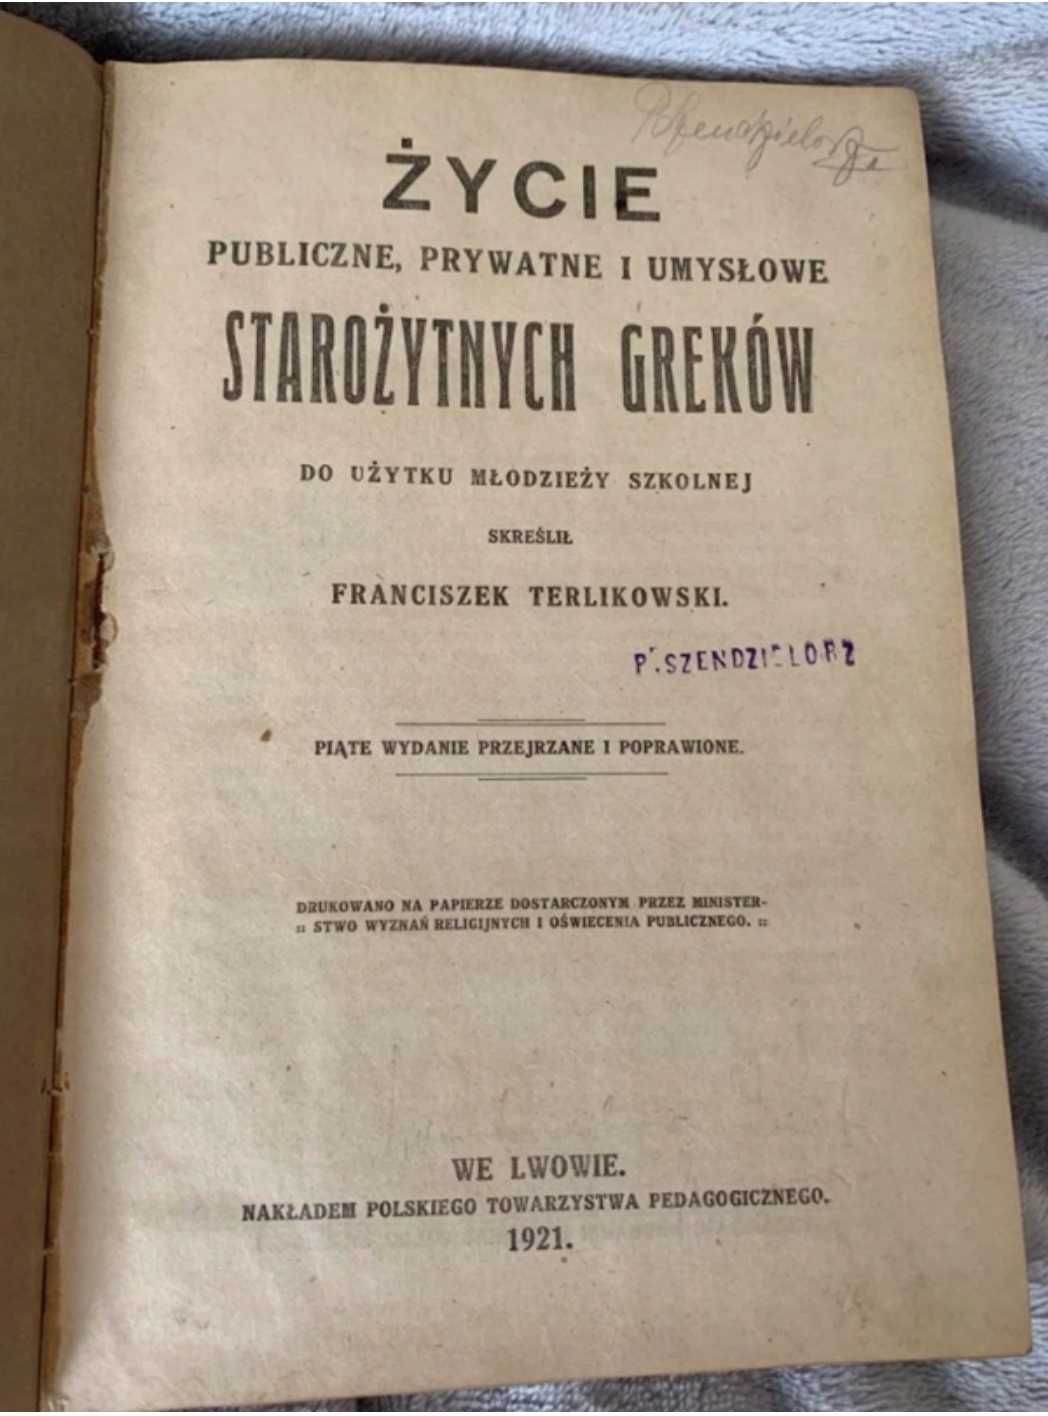 ŻYCIE
PUBLICZNE, PRYWATNE I UMYSŁOWE
STAROŻYTNYCH GREKÓW
DO UŻYTKU MŁODZIEŻY SZKOLNEJ
SKREŚLIŁ
FRANCISZEK TERLIKOWSKI.
P. SZENDZIELORZ
PIĄTE WYDANIE PRZEJRZANE I POPRAWIONE.
DRUKOWANO NA PAPIERZE DOSTARCZONYM PRZEZ MINISTER-
:: STWO WYZNAŃ RELIGIJNYCH I OŚWIECENIA PUBLICZNEGO. ::
WE LWOWIE.
NAKŁADEM POLSKIEGO TOWARZYSTWA PEDAGOGICZNEGO.
1921.